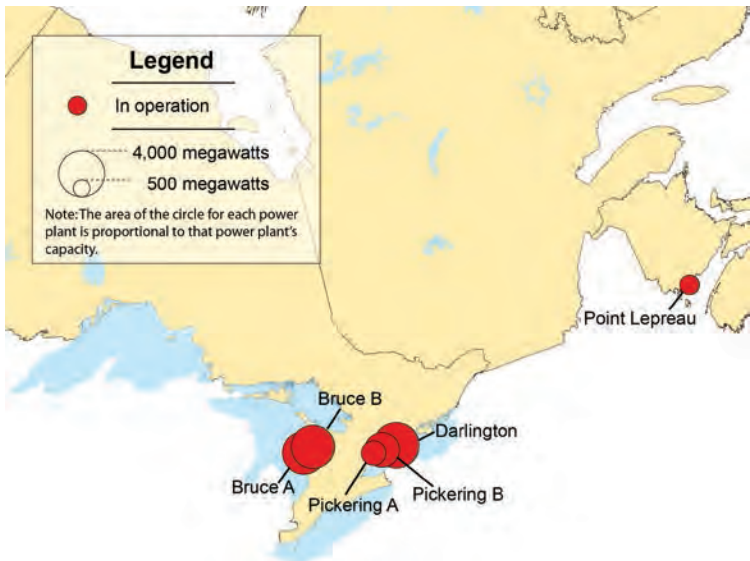 Legend
In operation
4,000 megawatts
500 megawatts
Note:The area of the circle for each power
plant is proportional to that power plant's
capacity.
Point Lepreau
Bruce B
Darlington
Bruce A
Pickering A
Pickering B